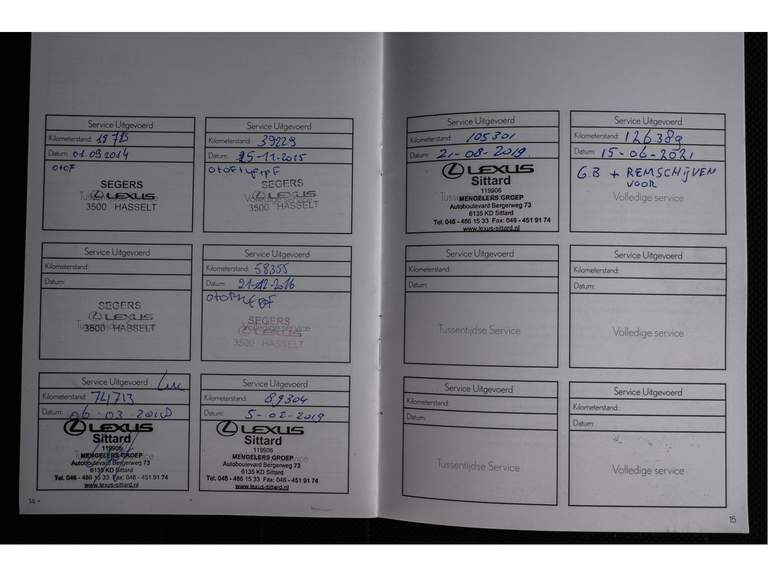 Service Uitgevoerd
Kilometerstand:
Datum: 01.09.2014
otoF
SEGERS
LEXUS
3500 HASSELT
Service Uitgevoerd
Kilometerstand: 39229
Datum: 25-11-2015
SEGERS
LEXUS
Volledige service
3500 HASSELT
Service Uitgevoerd
Kilometerstand:
Datum:
SEGERS
LEXUS
3500 HASSELT
Service Uitgevoerd
Kilometerstand: 58355
Datum: 21-12-2016
SEGERS
Volledige service
LEXUS
3500 HASSELT
Service Uitgevoerd
Kilometerstand: 74713
Datum: 06-03-2018
LEXUS
Sittard
119906
MENGELERS GROEP
Autoboulevard Bergerweg 73
6135 KD Sittard
Tel. 046 - 486 15 33 Fax: 046 - 451 91 74
www.lexus-sittard.nl
Service Uitgevoerd
Kilometerstand: 89304
Datum: 5-02-2019
LEXUS
Sittard
119906
MENGELERS GROEP
Autoboulevard Bergerweg 73
6135 KD Sittard
Tel. 046 - 486 15 33 Fax: 046 - 451 91 74
www.lexus-sittard.nl
14
Service Uitgevoerd
Kilometerstand: 105301
Datum: 21-08-2019
LEXUS
Sittard
119906
MENGELERS GROEP
Autoboulevard Bergerweg 73
6135 KD Sittard
Tel. 046 - 486 15 33 Fax: 046 - 451 91 74
www.lexus-sittard.nl
Service Uitgevoerd
Kilometerstand: 126389
Datum: 15-06-2021
GB + REMSCHIJVEN
VOOR
Volledige service
Service Uitgevoerd
Kilometerstand:
Datum:
Tussentijdse Service
Service Uitgevoerd
Kilometerstand:
Datum:
Volledige service
Service Uitgevoerd
Kilometerstand:
Datum:
Tussentijdse Service
Service Uitgevoerd
Kilometerstand:
Datum:
Volledige service
15